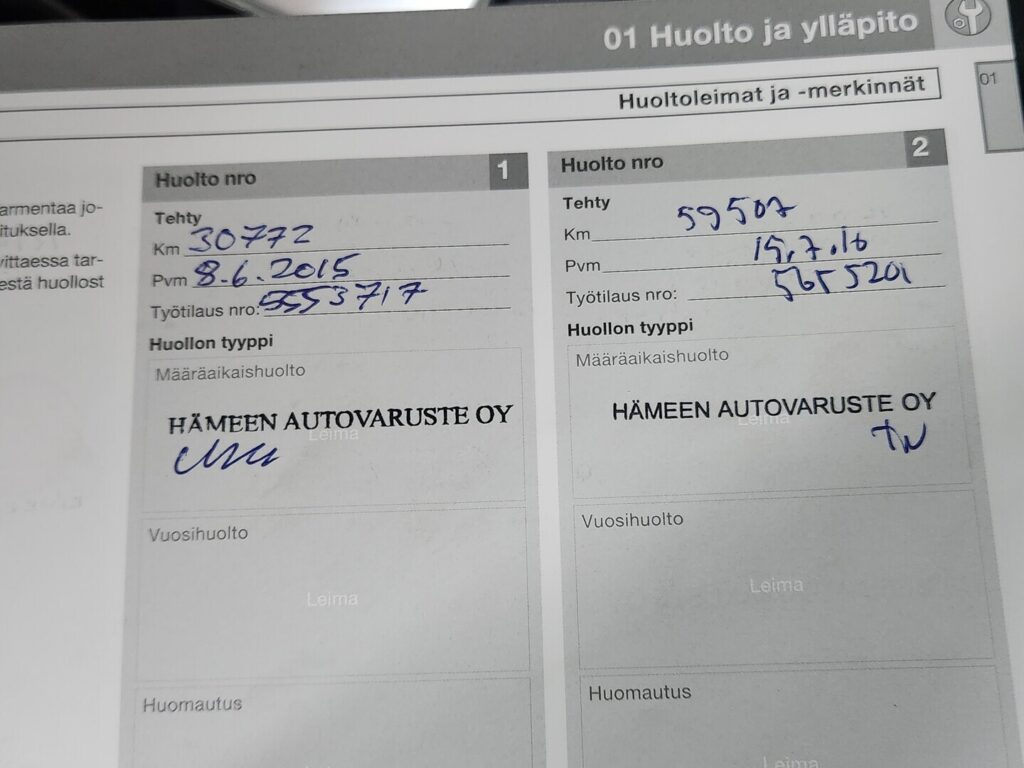 01 Huolto ja ylläpito
01
Huoltoleimat ja -merkinnät
armentaa jo-
ituksella.
vittaessa tar-
estä huollost
Huolto nro 1
Tehty
Km 30772
Pvm 8.6.2015
Työtilaus nro: 5553717
Huollon tyyppi
Määräaikaishuolto
HÄMEEN AUTOVARUSTE OY
Leima
Vuosihuolto
Leima
Huomautus
Huolto nro 2
Tehty
Km 59507
Pvm 15.7.16
Työtilaus nro: 5655201
Huollon tyyppi
Määräaikaishuolto
HÄMEEN AUTOVARUSTE OY
Leima
Vuosihuolto
Leima
Huomautus
Leima